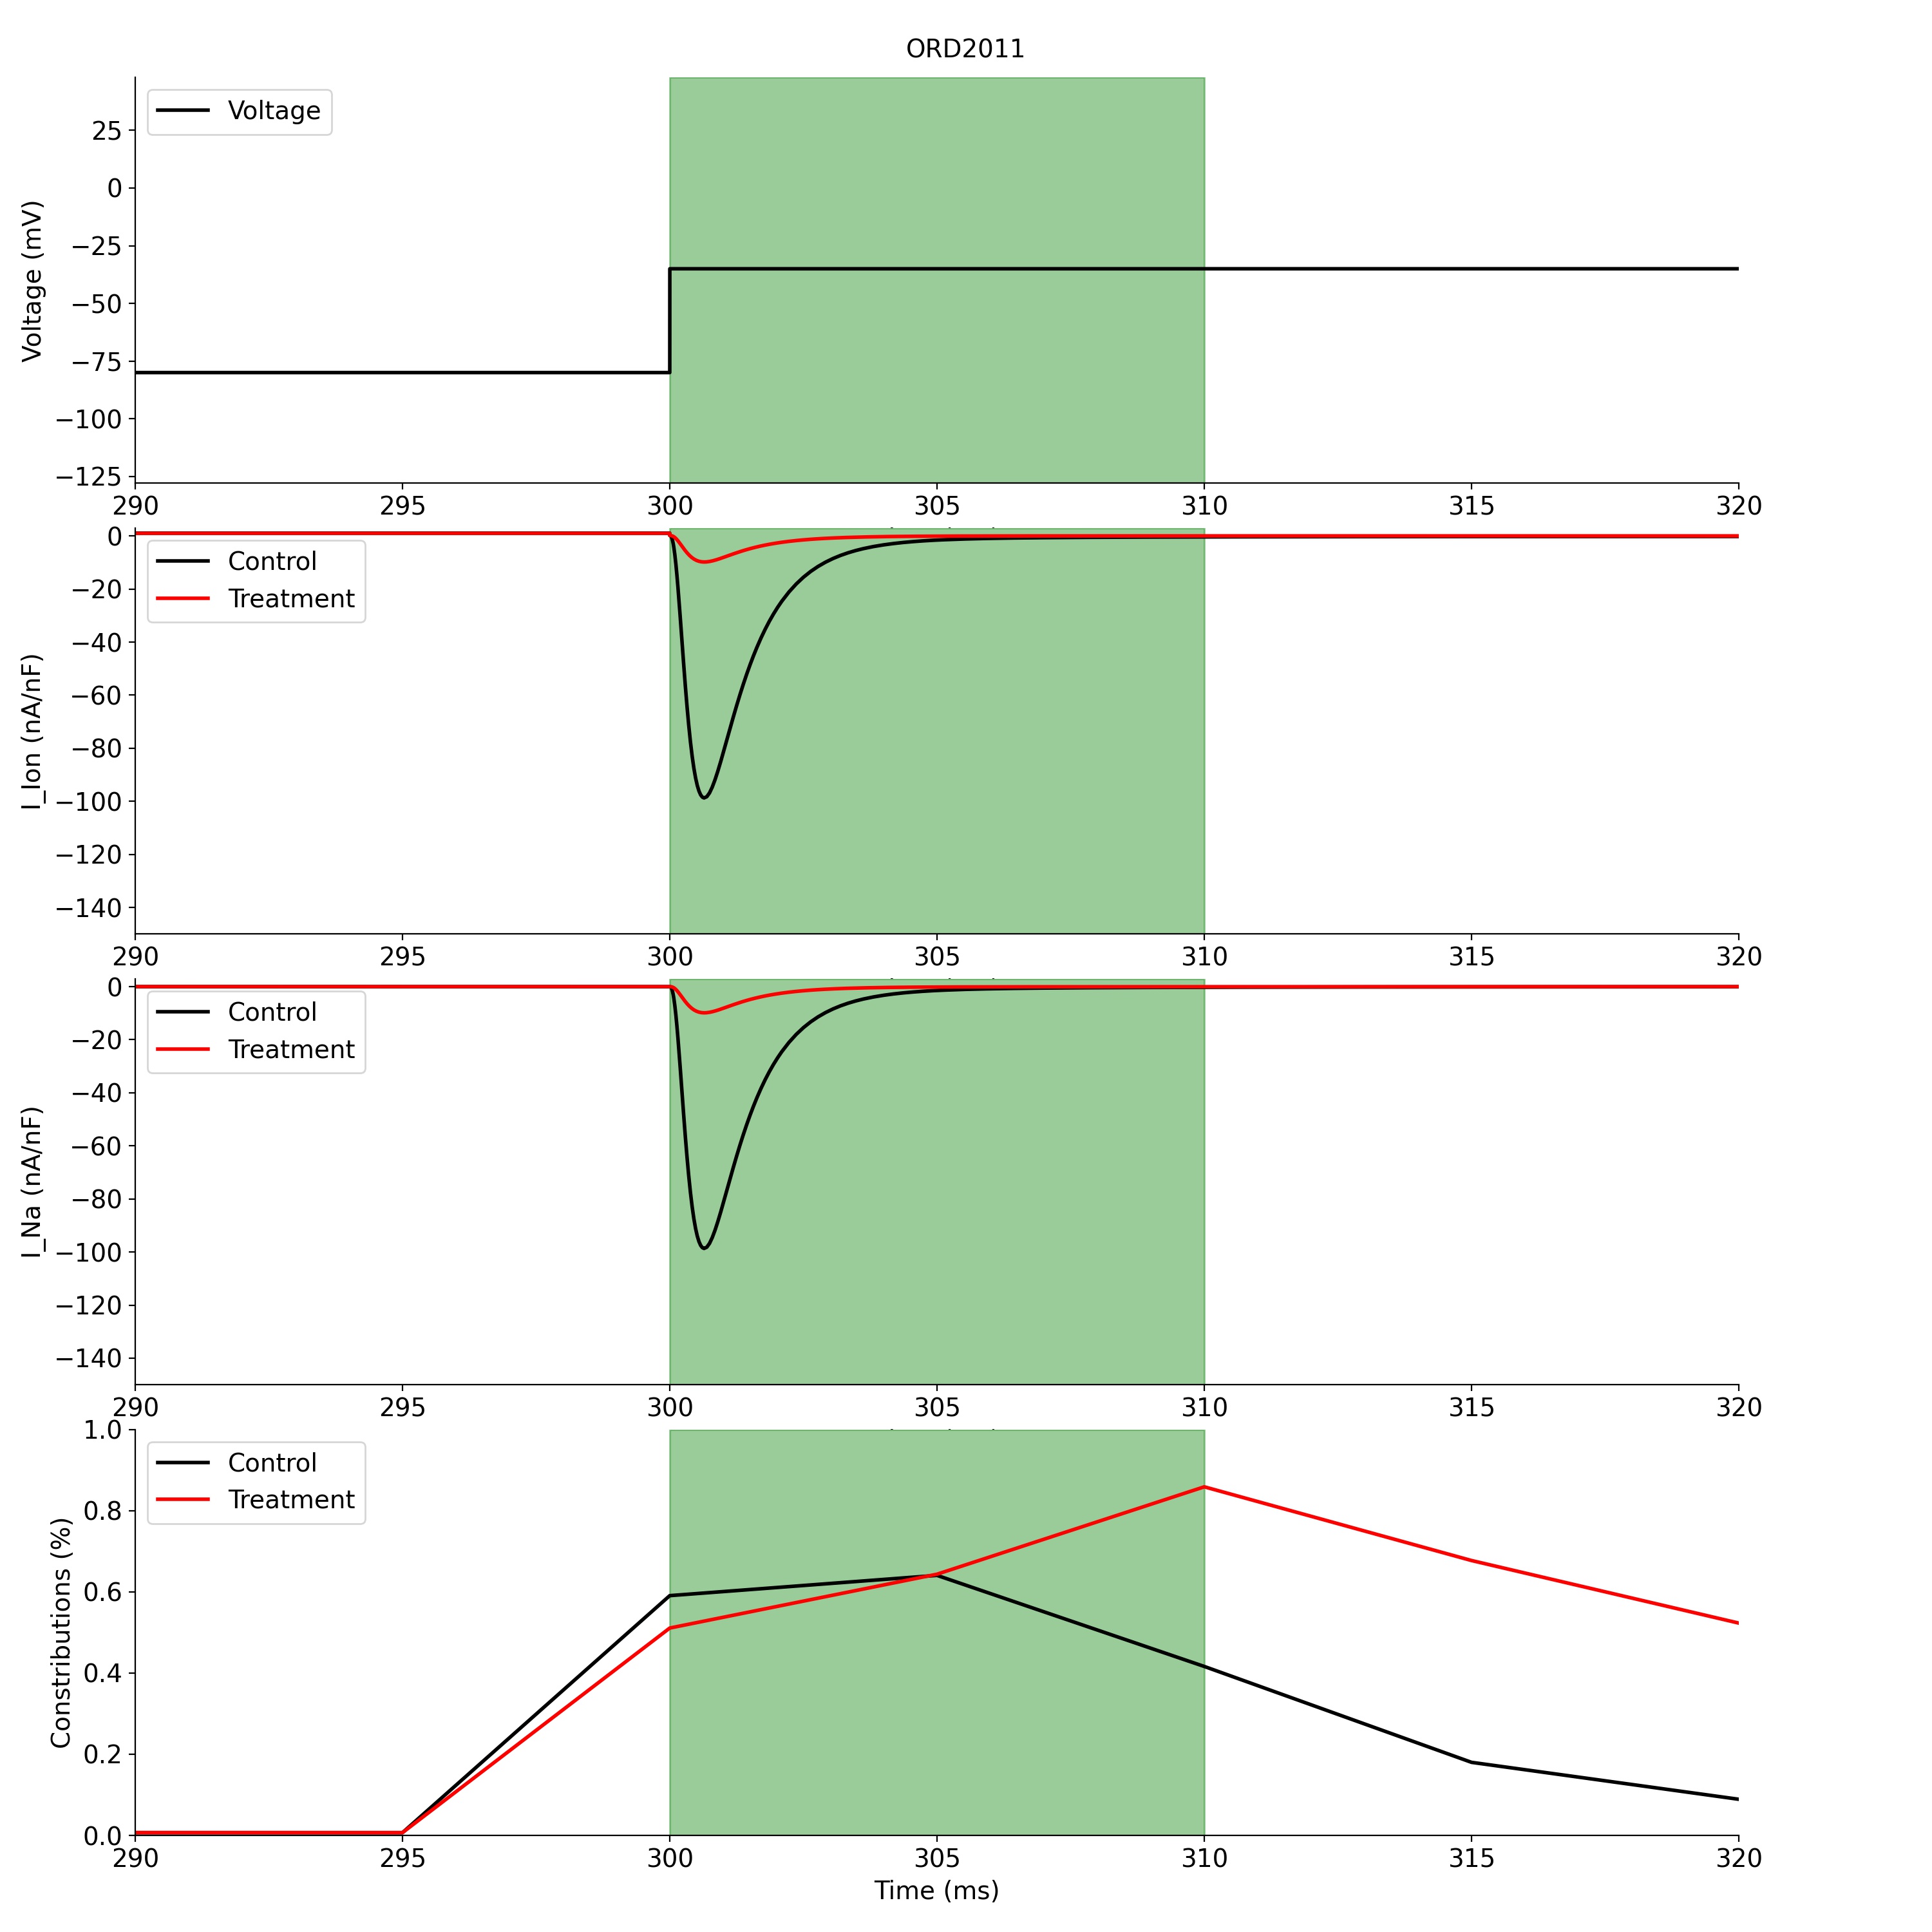 ORD2011
Voltage
25
0
−25
−50
−75
−100
−125
Voltage (mV)
290 295 300 305 310 315 320
Control
Treatment
0
−20
−40
−60
−80
−100
−120
−140
I_Ion (nA/nF)
290 295 300 305 310 315 320
Control
Treatment
0
−20
−40
−60
−80
−100
−120
−140
I_Na (nA/nF)
290 295 300 305 310 315 320
Control
Treatment
1.0
0.8
0.6
0.4
0.2
0.0
Constributions (%)
290 295 300 305 310 315 320
Time (ms)